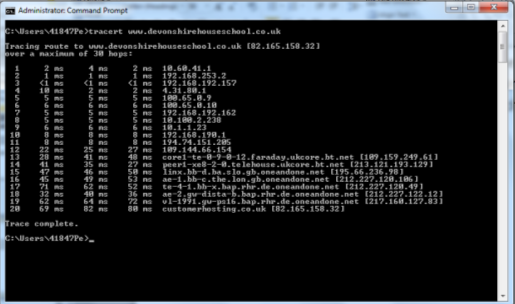 Administrator: Command Prompt
C:\Users\41847Pe>tracert www.devonshirehouseschool.co.uk
Tracing route to www.devonshirehouseschool.co.uk [82.165.158.32]
over a maximum of 30 hops:
1 2 ms 4 ms 2 ms 10.60.41.1
2 1 ms 1 ms 1 ms 192.168.253.2
3 <1 ms <1 ms <1 ms 192.168.192.157
4 10 ms 2 ms 2 ms 4.31.80.1
5 5 ms 5 ms 5 ms 100.65.0.9
6 6 ms 6 ms 6 ms 100.65.0.10
7 5 ms 5 ms 5 ms 192.168.192.162
8 5 ms 5 ms 5 ms 10.100.2.238
9 6 ms 6 ms 6 ms 10.1.1.23
10 8 ms 8 ms 8 ms 192.168.190.1
11 8 ms 8 ms 8 ms 194.74.151.205
12 22 ms 25 ms 27 ms 109.144.66.154
13 28 ms 41 ms 48 ms core1-te-0-9-0-12.faraday.ukcore.bt.net [109.159.249.61]
14 41 ms 35 ms 27 ms peer1-xe8-2-0.telehouse.ukcore.bt.net [213.121.193.129]
15 47 ms 46 ms 50 ms linx.bb-d.ba.slo.gb.oneandone.net [195.66.236.98]
16 45 ms 49 ms 53 ms ae-1.bb-c.the.lon.gb.oneandone.net [212.227.120.106]
17 71 ms 62 ms 52 ms te-4-1.bb-x.bap.rhr.de.oneandone.net [212.227.120.49]
18 32 ms 40 ms 36 ms ae-2.gw-dista-b.bap.rhr.de.oneandone.net [212.227.122.12]
19 62 ms 64 ms 72 ms vl-1991.gw-ps16.bap.rhr.de.oneandone.net [217.160.127.83]
20 69 ms 82 ms 80 ms customerhosting.co.uk [82.165.158.32]
Trace complete.
C:\Users\41847Pe>_